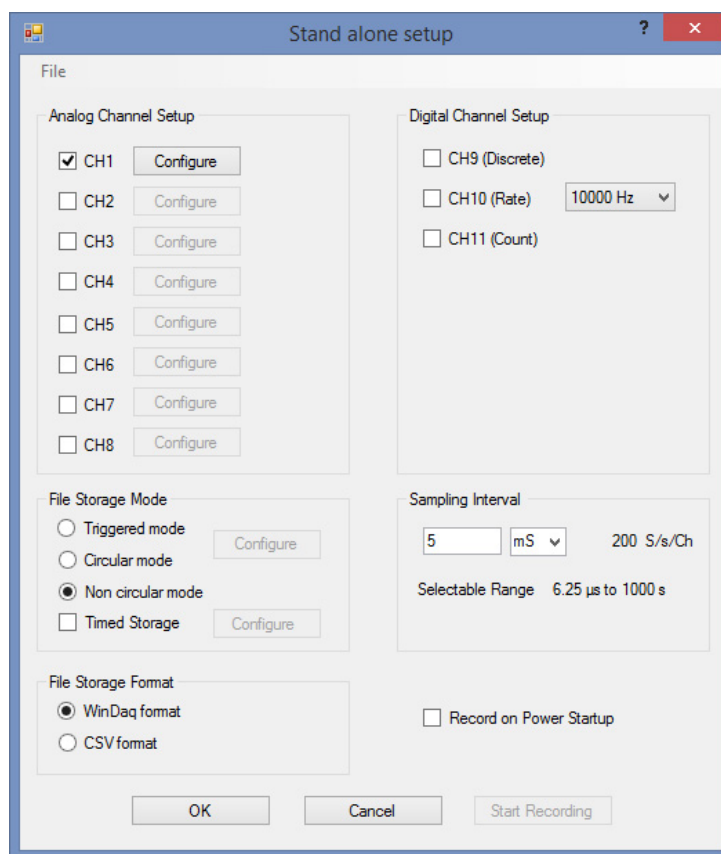 Stand alone setup
?
File
Analog Channel Setup
CH1 Configure
CH2 Configure
CH3 Configure
CH4 Configure
CH5 Configure
CH6 Configure
CH7 Configure
CH8 Configure
Digital Channel Setup
CH9 (Discrete)
CH10 (Rate) 10000 Hz
CH11 (Count)
File Storage Mode
Triggered mode
Configure
Circular mode
Non circular mode
Timed Storage Configure
Sampling Interval
5 mS 200 S/s/Ch
Selectable Range 6.25 µs to 1000 s
File Storage Format
WinDaq format
CSV format
Record on Power Startup
OK Cancel Start Recording